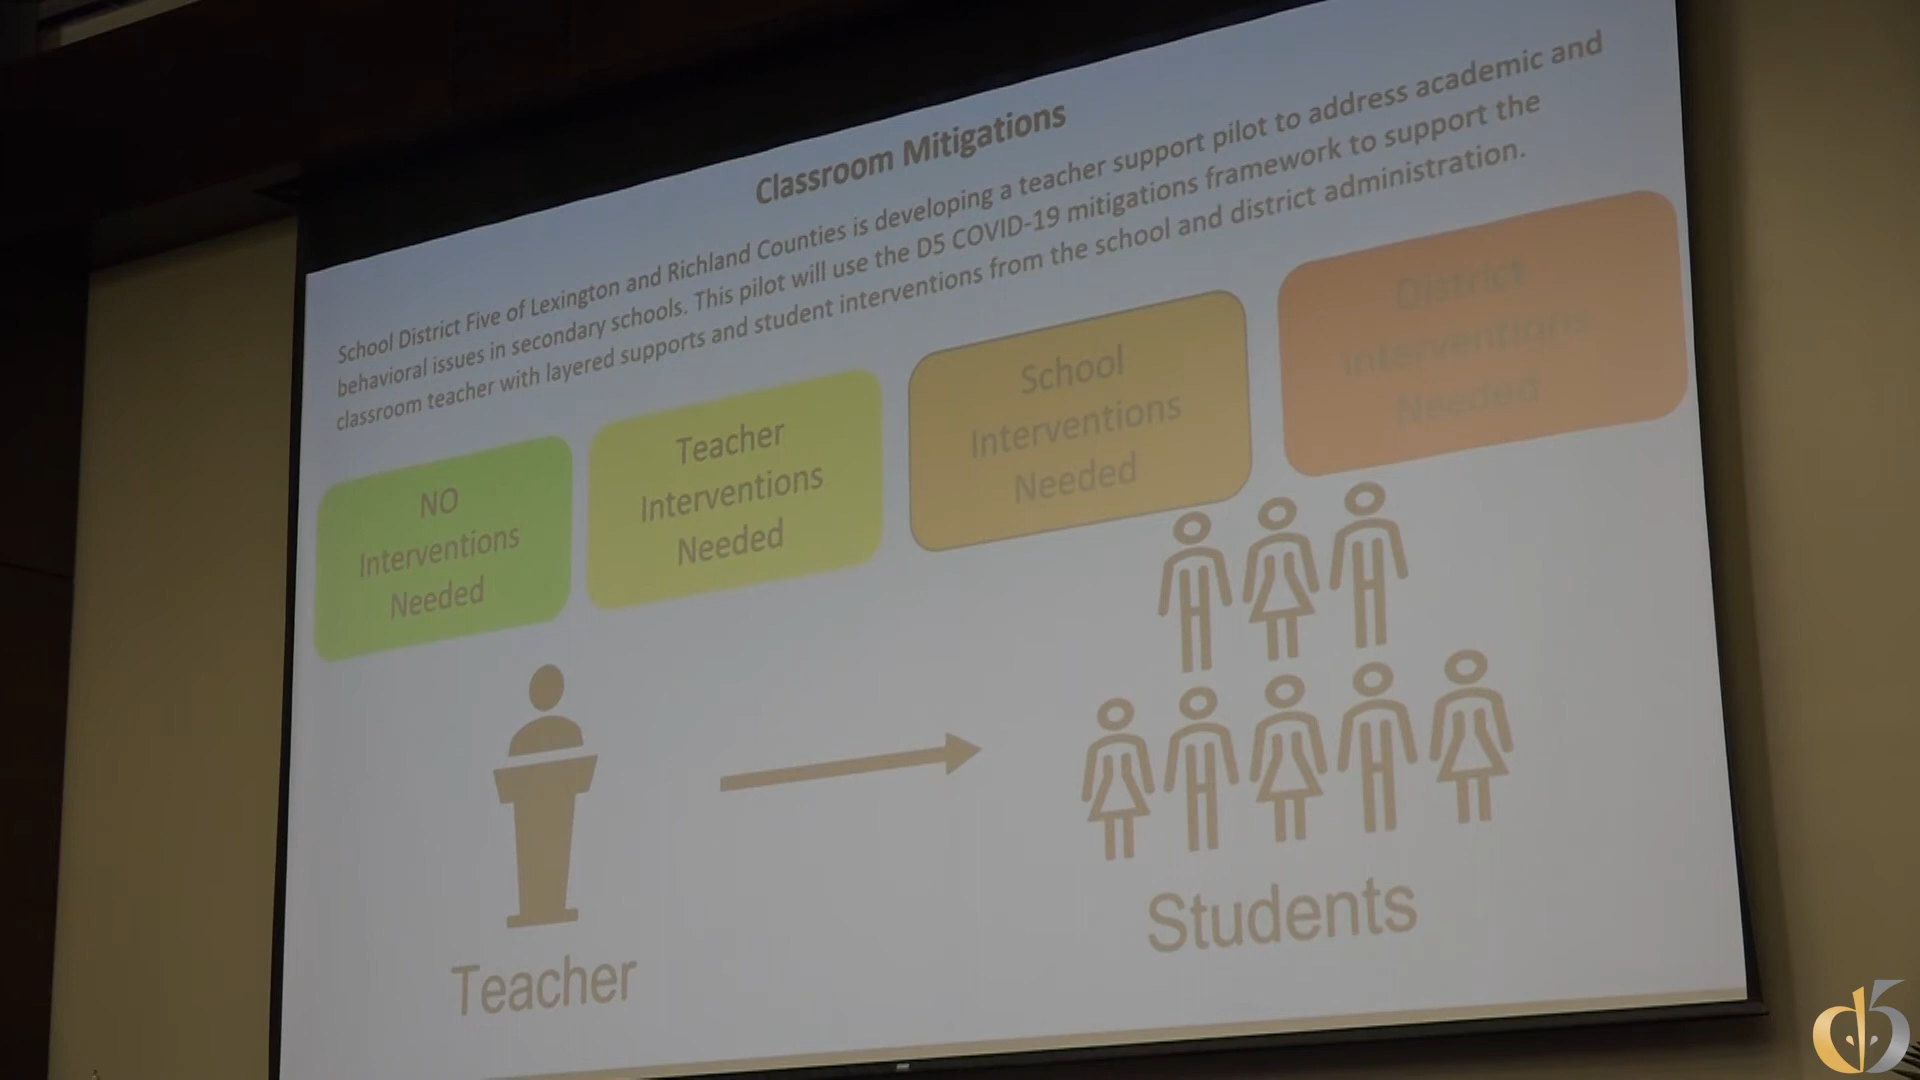 Classroom Mitigations
School District Five of Lexington and Richland Counties is developing a teacher support pilot to address academic and
behavioral issues in secondary schools. This pilot will use the D5 COVID-19 mitigations framework to support the
classroom teacher with layered supports and student interventions from the school and district administration.
NO
Interventions
Needed
Teacher
Interventions
Needed
School
Interventions
Needed
District
Interventions
Needed
Teacher
Students
d5